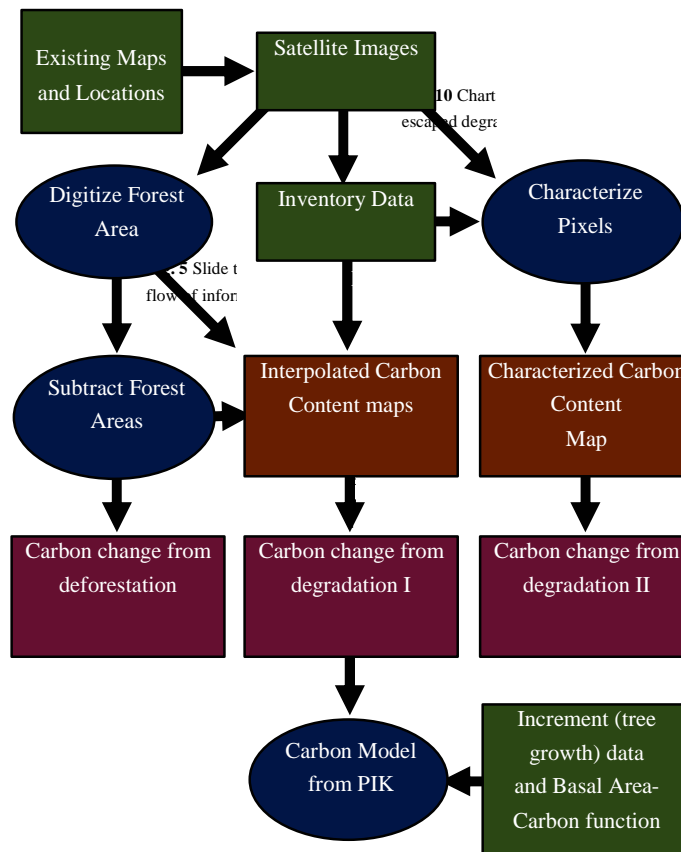 Existing Maps
and Locations
Satellite Images
10 Chart
escaped degra
Digitize Forest
Area
Inventory Data
Characterize
Pixels
. 5 Slide t
flow of infor
Subtract Forest
Areas
Interpolated Carbon
Content maps
Characterized Carbon
Content
Map
Carbon change from
deforestation
Carbon change from
degradation I
Carbon change from
degradation II
Carbon Model
from PIK
Increment (tree
growth) data
and Basal Area-
Carbon function